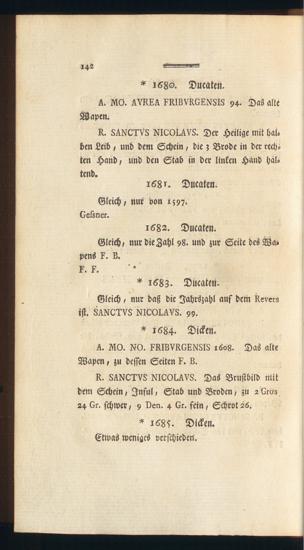 142
* 1680. Ducaten.
A. MO. AVREA FRIBVRGENSIS 94. Das alte
Wapen.
R. SANCTVS NICOLAVS. Der Heilige mit hal-
ben Leib, und dem Schein, die 3 Brode in der rech-
ten Hand, und den Stab in der linken Hand hal-
tend.
1681. Ducaten.
Gleich, nur von 1597.
Gessner.
1682. Ducaten.
Gleich, nur die Zahl 98. und zur Seite des Wa-
pens F. B.
F. F.
* 1683. Ducaten.
Gleich, nur daß die Jahrszahl auf dem Revers
ist. SANCTVS NICOLAVS. 99.
* 1684. Dicken.
A. MO. NO. FRIBVRGENSIS 1608. Das alte
Wapen, zu dessen Seiten F. B.
R. SANCTVS NICOLAVS. Das Brustbild mit
dem Schein, Insul, Stab und Broden, zu 2 Gros
24 Gr. schwer, 9 Den. 4 Gr. fein, Schrot 26.
* 1685. Dicken.
Etwas weniges verschieden.